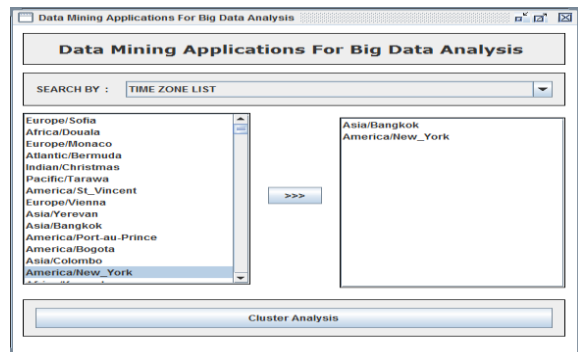 Data Mining Applications For Big Data Analysis
Data Mining Applications For Big Data Analysis
SEARCH BY :
TIME ZONE LIST
Europe/Sofia
Africa/Douala
Europe/Monaco
Atlantic/Bermuda
Indian/Christmas
Pacific/Tarawa
America/St_Vincent
Europe/Vienna
Asia/Yerevan
Asia/Bangkok
America/Port-au-Prince
America/Bogota
Asia/Colombo
America/New_York
>>>
Asia/Bangkok
America/New_York
Cluster Analysis